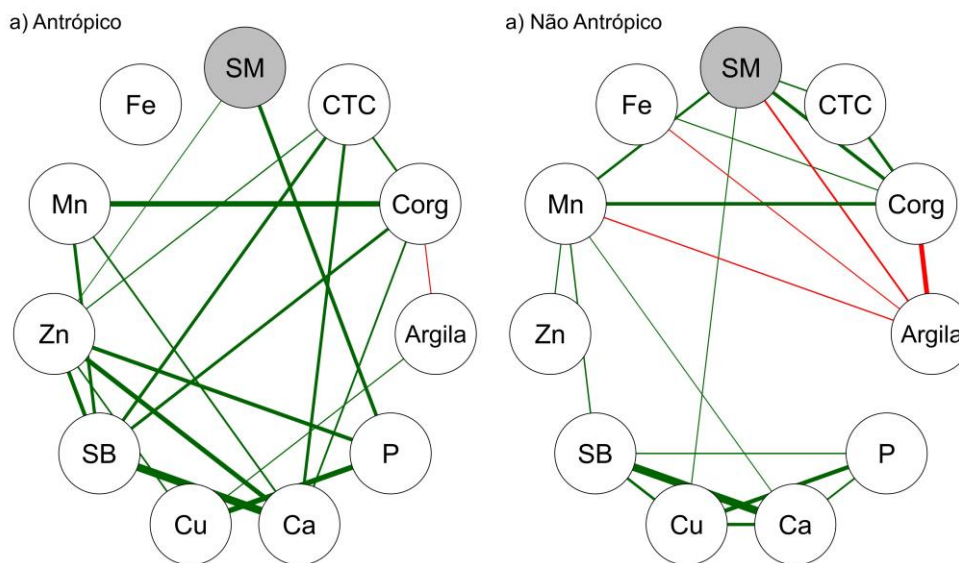 a) Antrópico
SM
Fe
CTC
Mn
Corg
Zn
Argila
SB
P
Cu
Ca
a) Não Antrópico
SM
Fe
CTC
Mn
Corg
Zn
Argila
SB
P
Cu
Ca